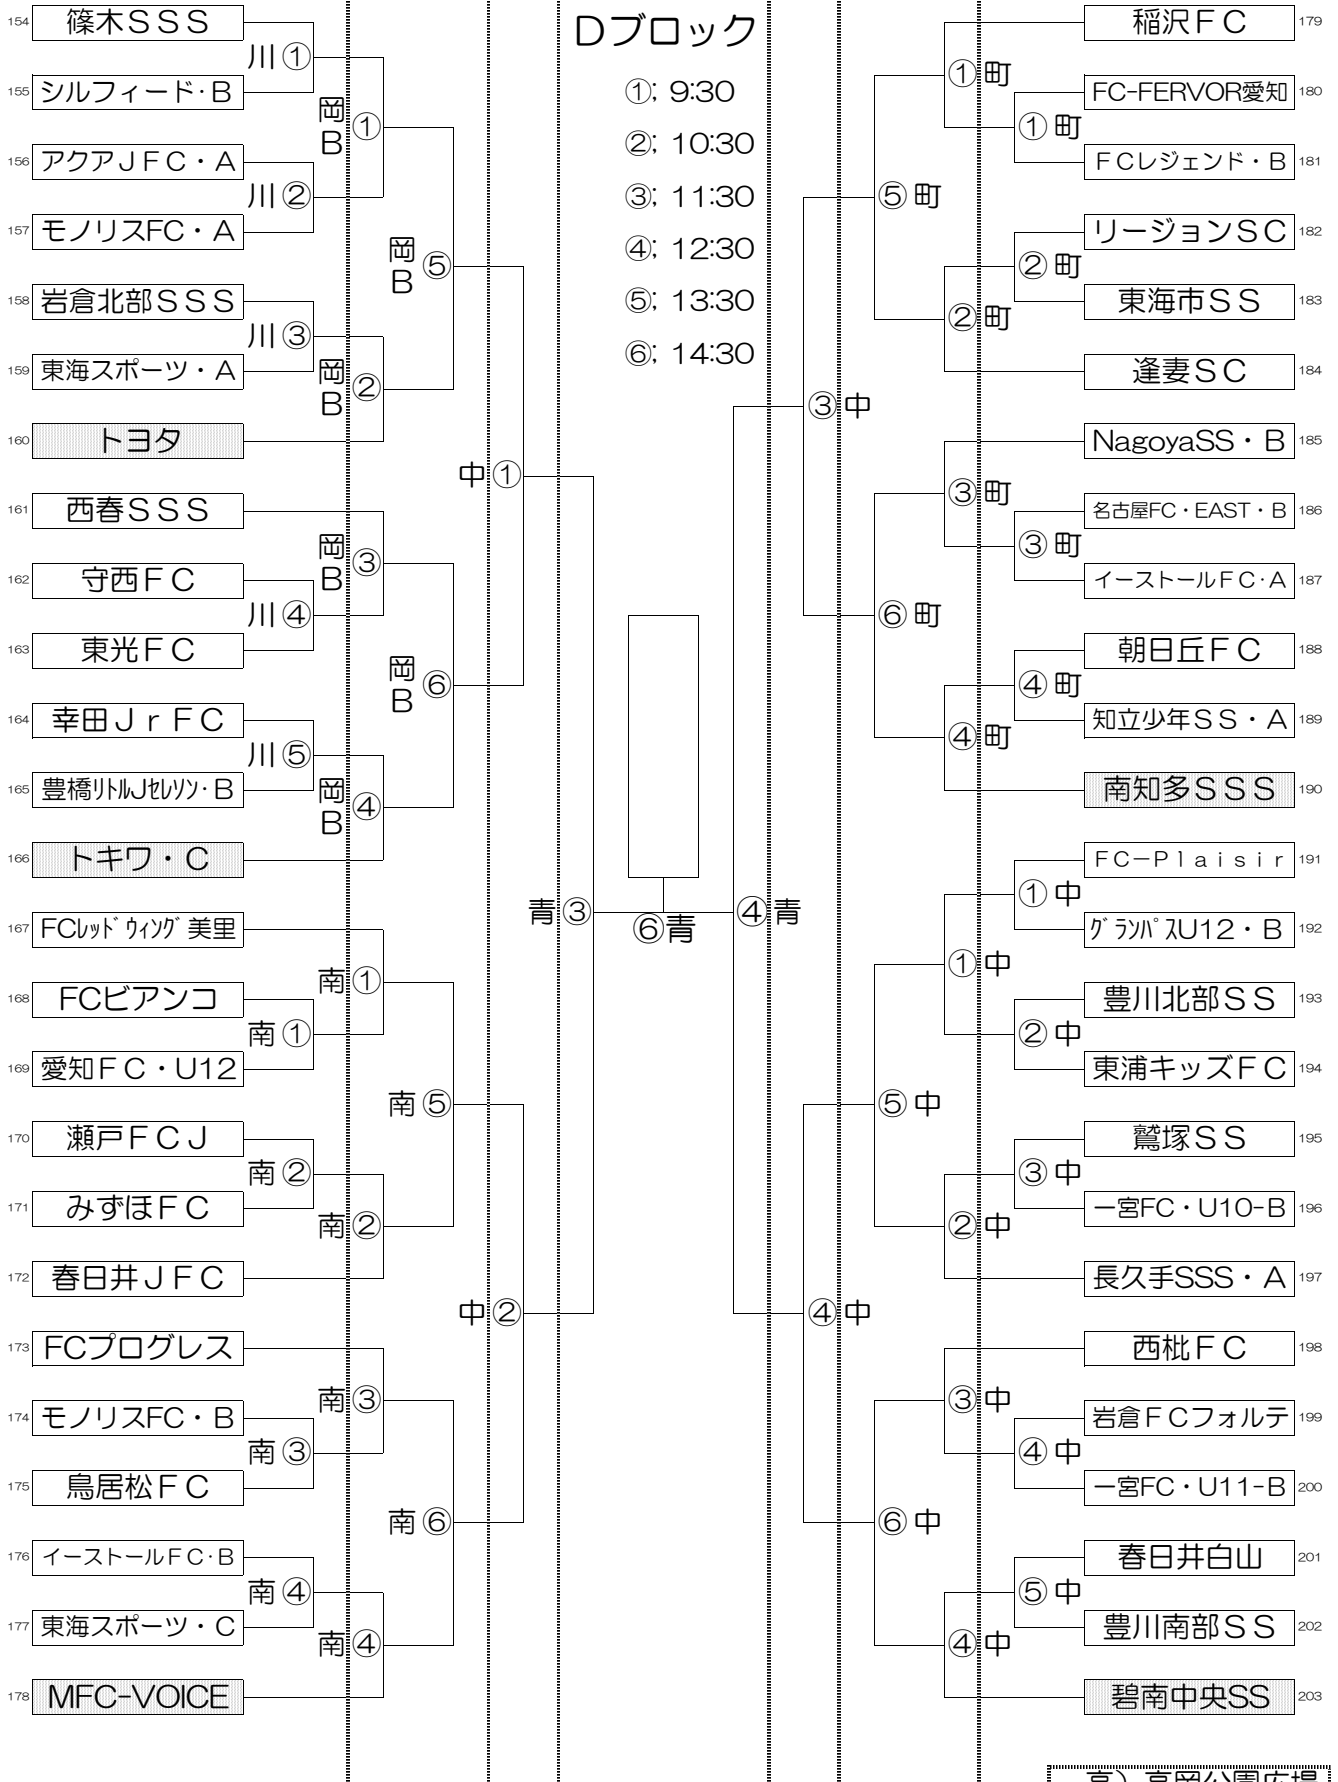 Dブロック
①; 9:30
②; 10:30
③; 11:30
④; 12:30
⑤; 13:30
⑥; 14:30
154 篠木ＳＳＳ
川①
155 シルフィード・B
岡B①
156 アクアＪＦＣ・A
川②
157 モノリスFC・A
岡B⑤
158 岩倉北部ＳＳＳ
川③
159 東海スポーツ・A
岡B②
160 トヨタ
中①
161 西春ＳＳＳ
岡B③
162 守西ＦＣ
川④
163 東光ＦＣ
岡B⑥
164 幸田ＪｒＦＣ
川⑤
165 豊橋ﾘﾄﾙJｾﾚｿﾝ・B
岡B④
166 トキワ・C
青③
167 FCﾚｯﾄﾞｳｨﾝｸﾞ美里
南①
168 FCビアンコ
南①
169 愛知ＦＣ・U12
南⑤
170 瀬戸ＦＣＪ
南②
171 みずほＦＣ
南②
172 春日井ＪＦＣ
中②
173 FCプログレス
南③
174 モノリスFC・B
南③
175 鳥居松ＦＣ
南⑥
176 イーストールＦＣ・B
南④
177 東海スポーツ・C
南④
178 MFC-VOICE
⑥青
稲沢ＦＣ 179
①町
FC-FERVOR愛知 180
①町
ＦＣレジェンド・B 181
⑤町
リージョンＳＣ 182
②町
東海市ＳＳ 183
②町
逢妻ＳＣ 184
③中
NagoyaSS・B 185
③町
名古屋FC・EAST・B 186
③町
イーストールＦＣ・A 187
⑥町
朝日丘ＦＣ 188
④町
知立少年ＳＳ・A 189
④町
南知多ＳＳＳ 190
④青
ＦＣ－Ｐｌａｉｓｉｒ 191
①中
ｸﾞﾗﾝﾊﾟｽU12・B 192
①中
豊川北部ＳＳ 193
②中
東浦キッズＦＣ 194
⑤中
鷲塚ＳＳ 195
③中
一宮FC・U10-B 196
②中
長久手SSS・A 197
④中
西枇ＦＣ 198
③中
岩倉ＦＣフォルテ 199
④中
一宮FC・U11-B 200
⑥中
春日井白山 201
⑤中
豊川南部ＳＳ 202
④中
碧南中央SS 203
高）高岡公園広場